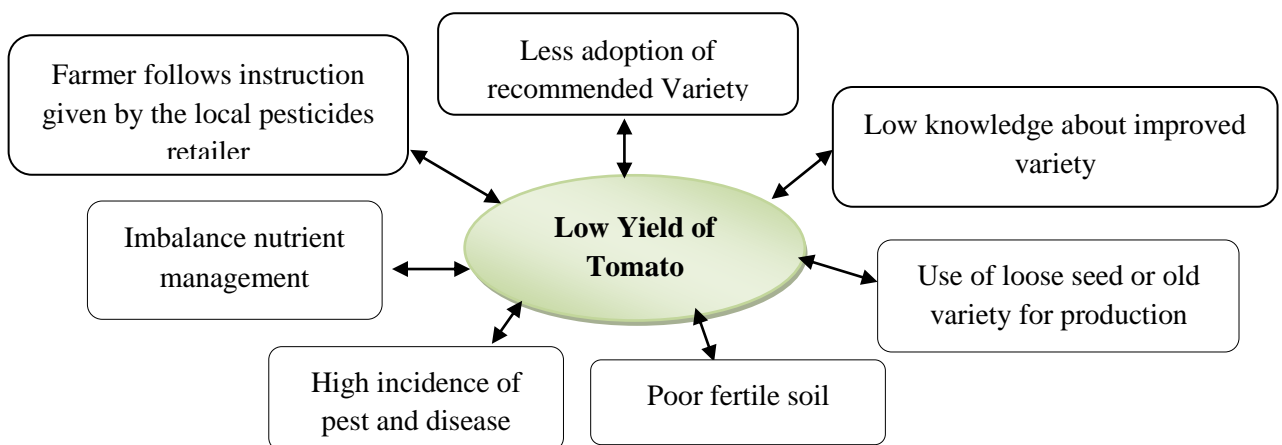 Less adoption of
recommended Variety
Farmer follows instruction
given by the local pesticides
retailer
Low knowledge about improved
variety
Low Yield of
Tomato
Imbalance nutrient
management
Use of loose seed or old
variety for production
High incidence of
pest and disease
Poor fertile soil